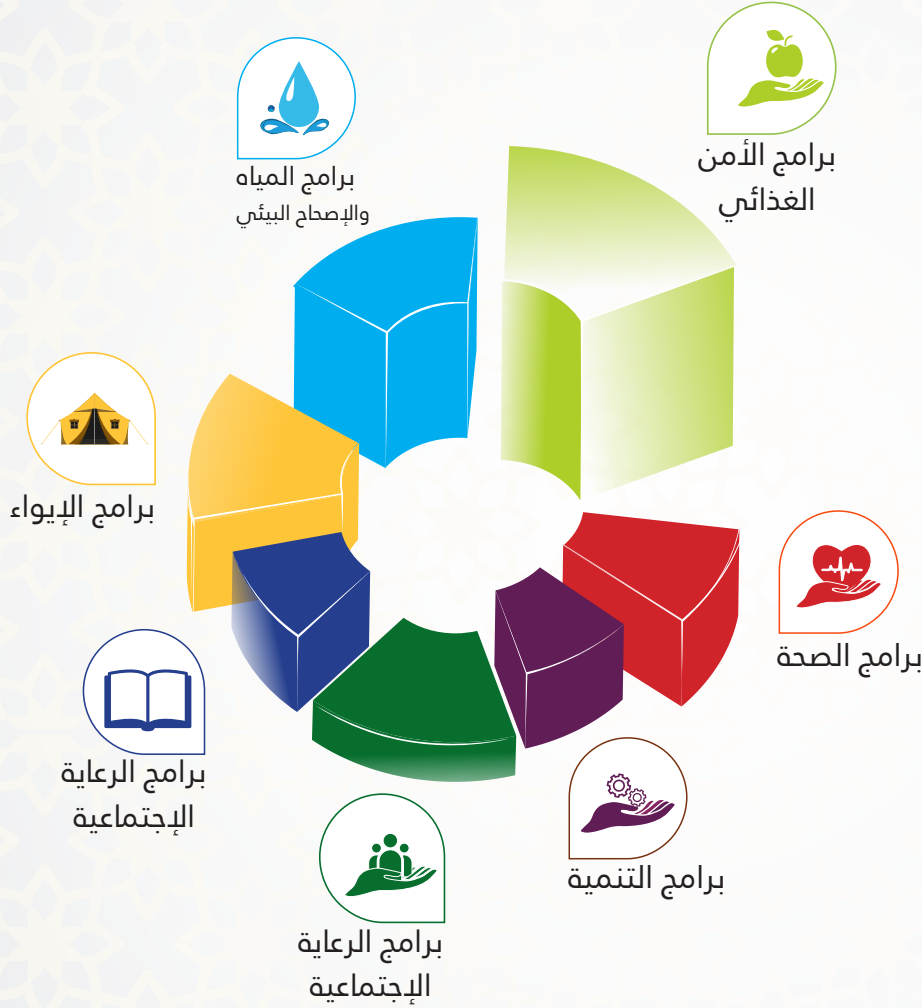 برامج الأمن
الغذائي
برامج المياه
والإصحاح البيئي
برامج الإيواء
برامج الصحة
برامج الرعاية
الإجتماعية
برامج التنمية
برامج الرعاية
الإجتماعية